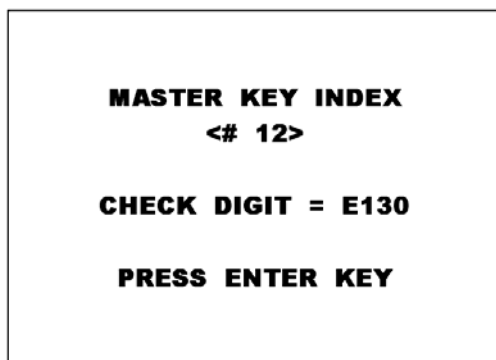 MASTER KEY INDEX
<# 12>
CHECK DIGIT = E130
PRESS ENTER KEY